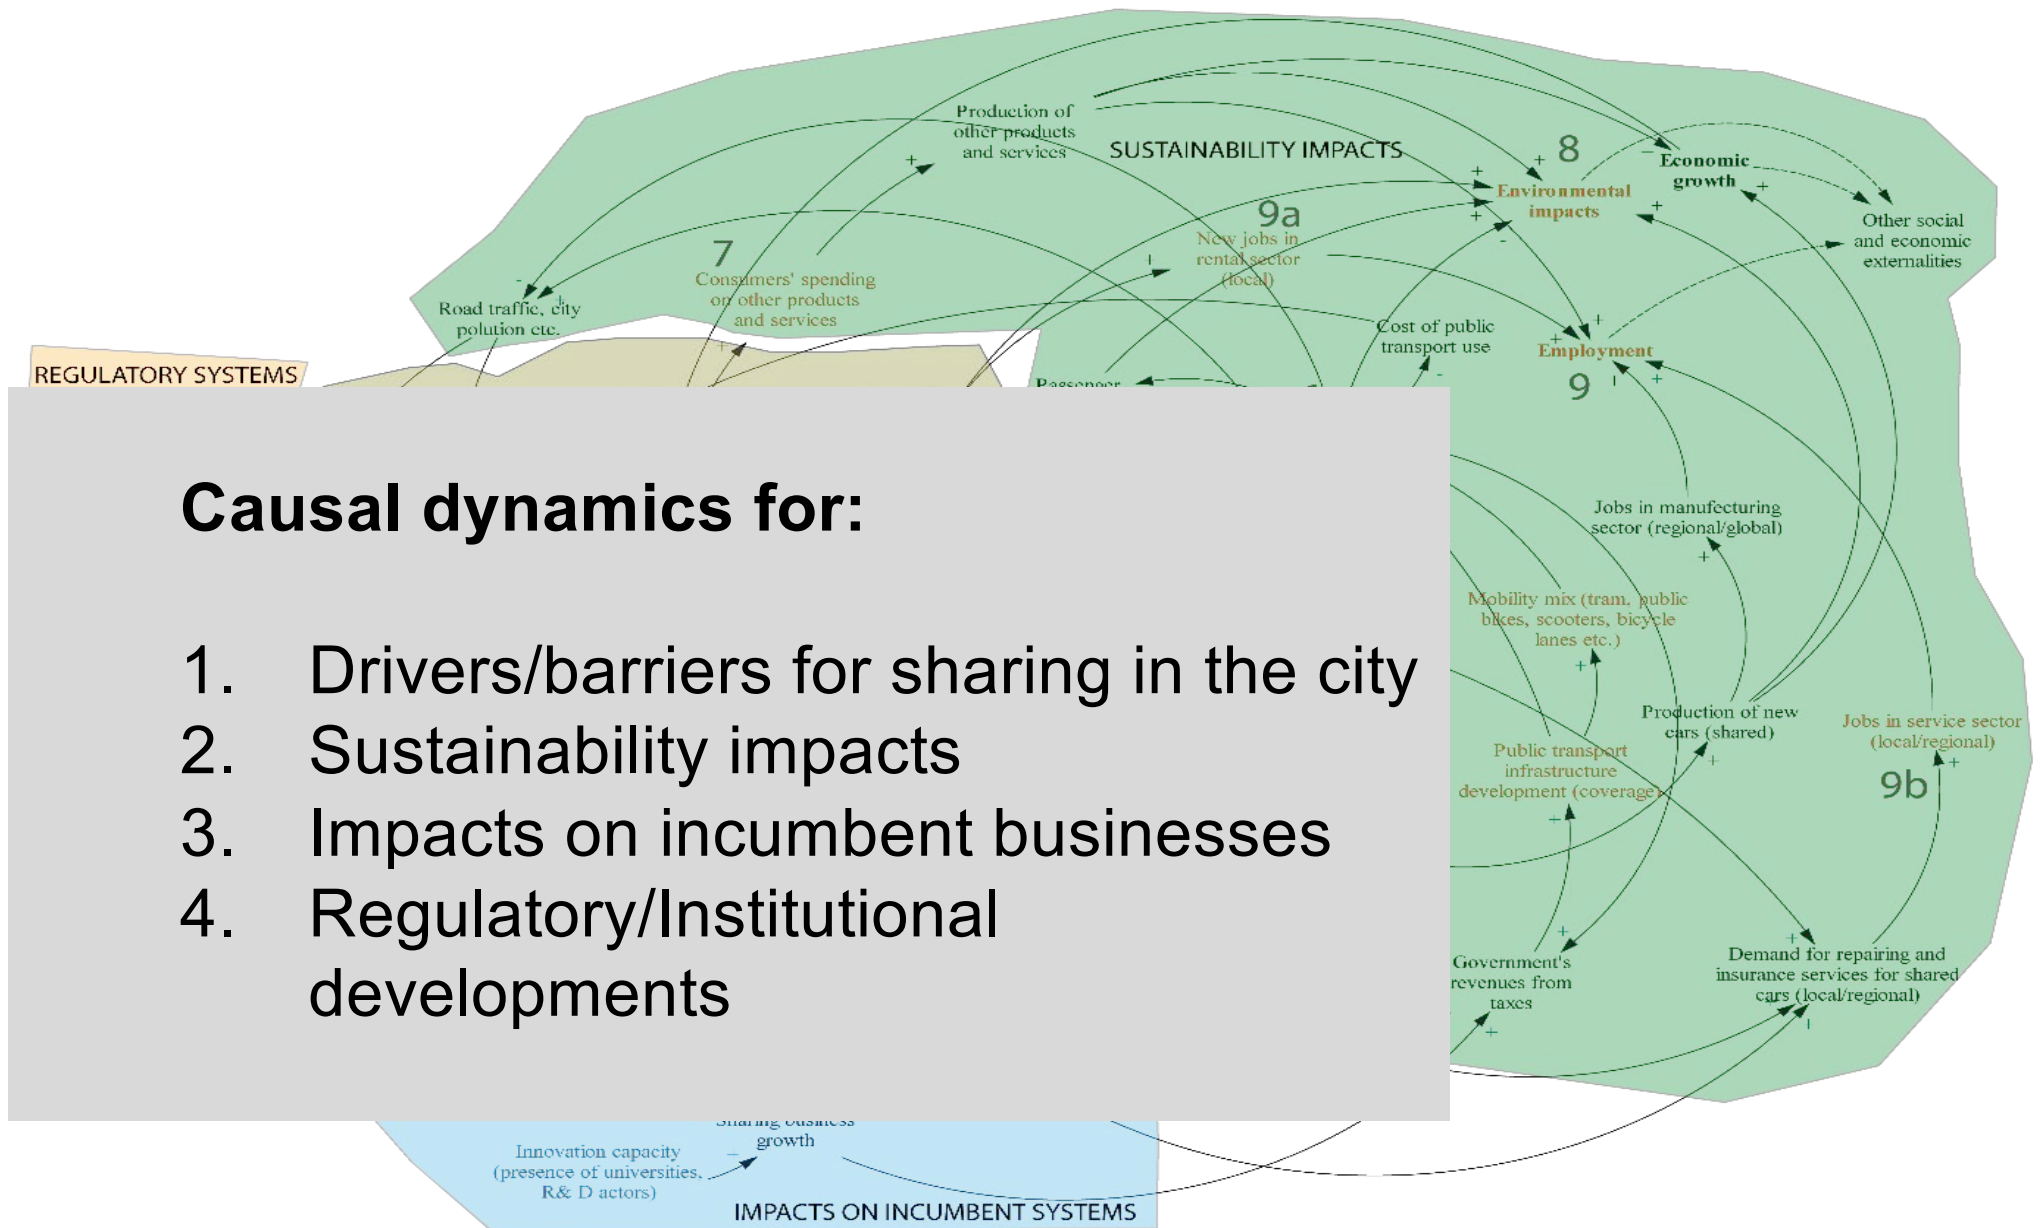 Production of
other products
and services
SUSTAINABILITY IMPACTS
8
Economic
growth
Environmental
impacts
9a
New jobs in
rental sector
(local)
Other social
and economic
externalities
7
Consumers' spending
on other products
and services
Road traffic, city
polution etc.
Cost of public
transport use
Employment
9
REGULATORY SYSTEMS
Passenger
Causal dynamics for:
1. Drivers/barriers for sharing in the city
2. Sustainability impacts
3. Impacts on incumbent businesses
4. Regulatory/Institutional
developments
Jobs in manufecturing
sector (regional/global)
Mobility mix (tram, public
bikes, scooters, bicycle
lanes etc.)
Production of new
cars (shared)
Jobs in service sector
(local/regional)
9b
Public transport
infrastructure
development (coverage)
Government's
revenues from
taxes
Demand for repairing and
insurance services for shared
cars (local/regional)
Sharing business
growth
Innovation capacity
(presence of universities,
R& D actors)
IMPACTS ON INCUMBENT SYSTEMS